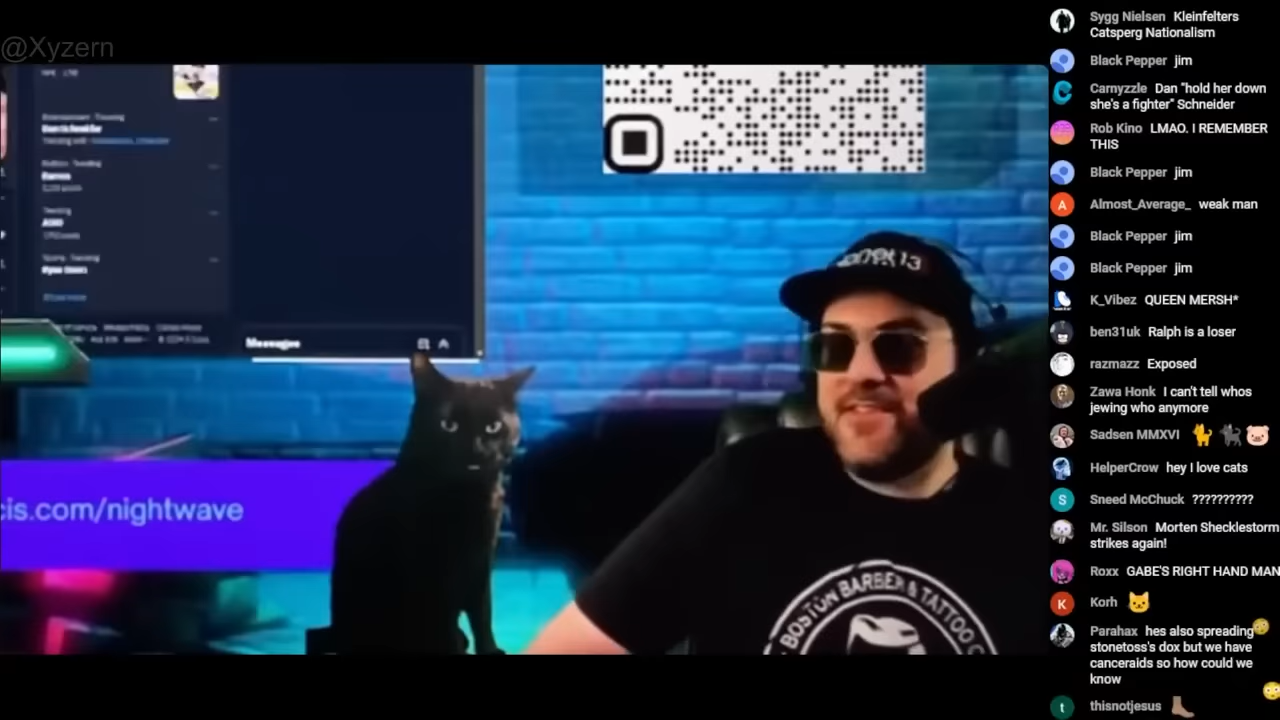 @Xyzern
Messages
cis.com/nightwave
BOSTON BARBER & TATTOO C
Sygg Nielsen Kleinfelters
Catsperg Nationalism
Black Pepper jim
Carnyzzle Dan "hold her down
she's a fighter" Schneider
Rob Kino LMAO. I REMEMBER
THIS
Black Pepper jim
Almost_Average_ weak man
Black Pepper jim
Black Pepper jim
K_Vibez QUEEN MERSH*
ben31uk Ralph is a loser
razmazz Exposed
Zawa Honk I can't tell whos
jewing who anymore
Sadsen MMXVI 🐈 🐈‍⬛ 🐷
HelperCrow hey I love cats
Sneed McChuck ??????????
Mr. Silson Morten Shecklestorm
strikes again!
Roxx GABE'S RIGHT HAND MAN
Korh 🐱
Parahax hes also spreading
stonetoss's dox but we have
canceraids so how could we
know
thisnotjesus 🦶🏽